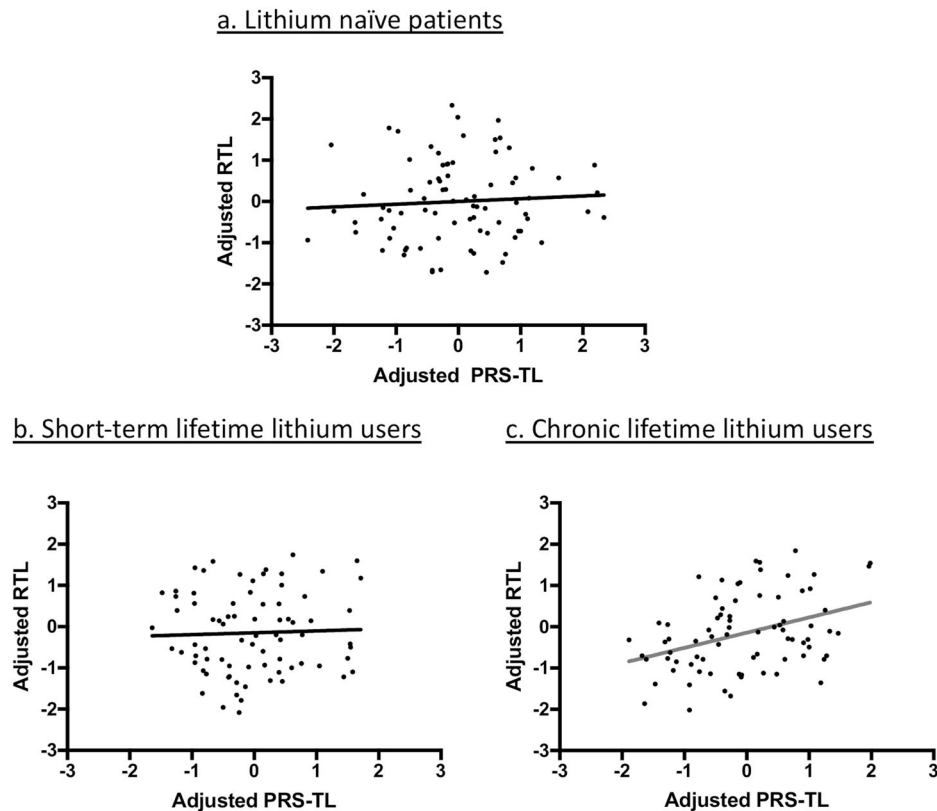 a. Lithium naïve patients
3
2
1
0
-1
-2
-3
Adjusted RTL
-3 -2 -1 0 1 2 3
Adjusted PRS-TL
b. Short-term lifetime lithium users
3
2
1
0
-1
-2
-3
Adjusted RTL
-3 -2 -1 0 1 2 3
Adjusted PRS-TL
c. Chronic lifetime lithium users
3
2
1
0
-1
-2
-3
Adjusted RTL
-3 -2 -1 0 1 2 3
Adjusted PRS-TL